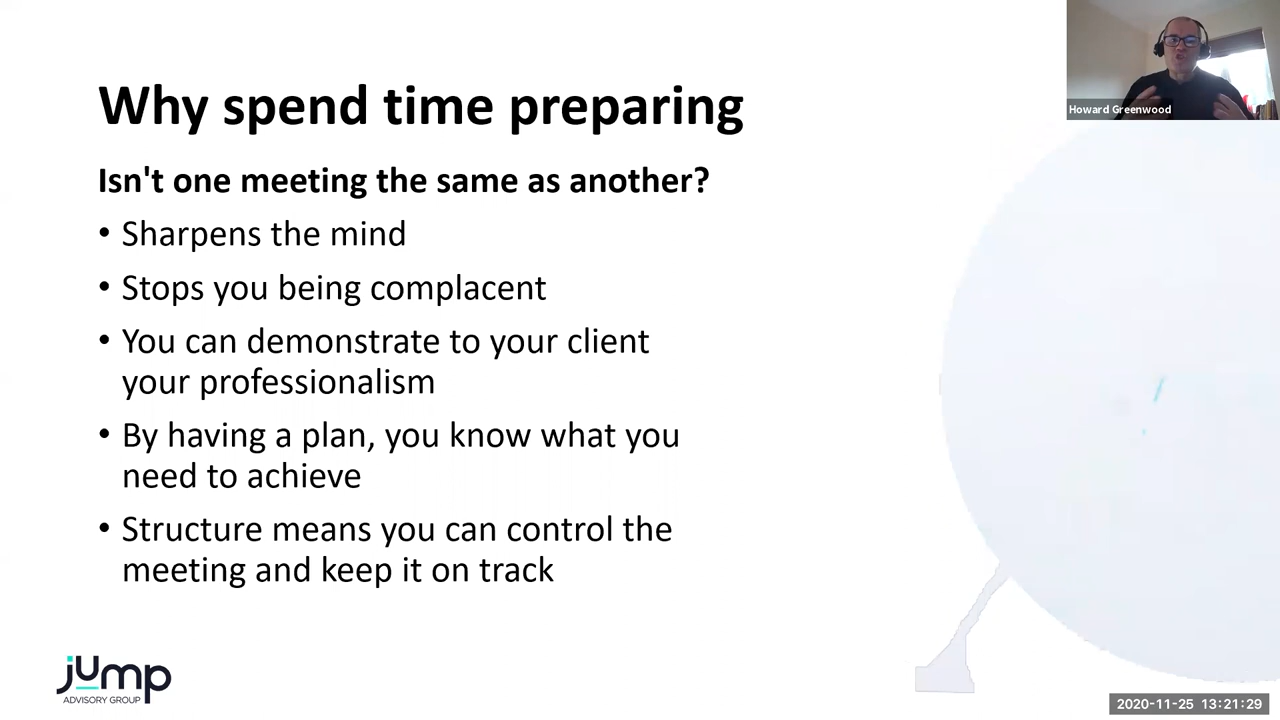 Howard Greenwood
Why spend time preparing
Isn't one meeting the same as another?
• Sharpens the mind
• Stops you being complacent
• You can demonstrate to your client
your professionalism
• By having a plan, you know what you
need to achieve
• Structure means you can control the
meeting and keep it on track
jump
ADVISORY GROUP
2020-11-25 13:21:29